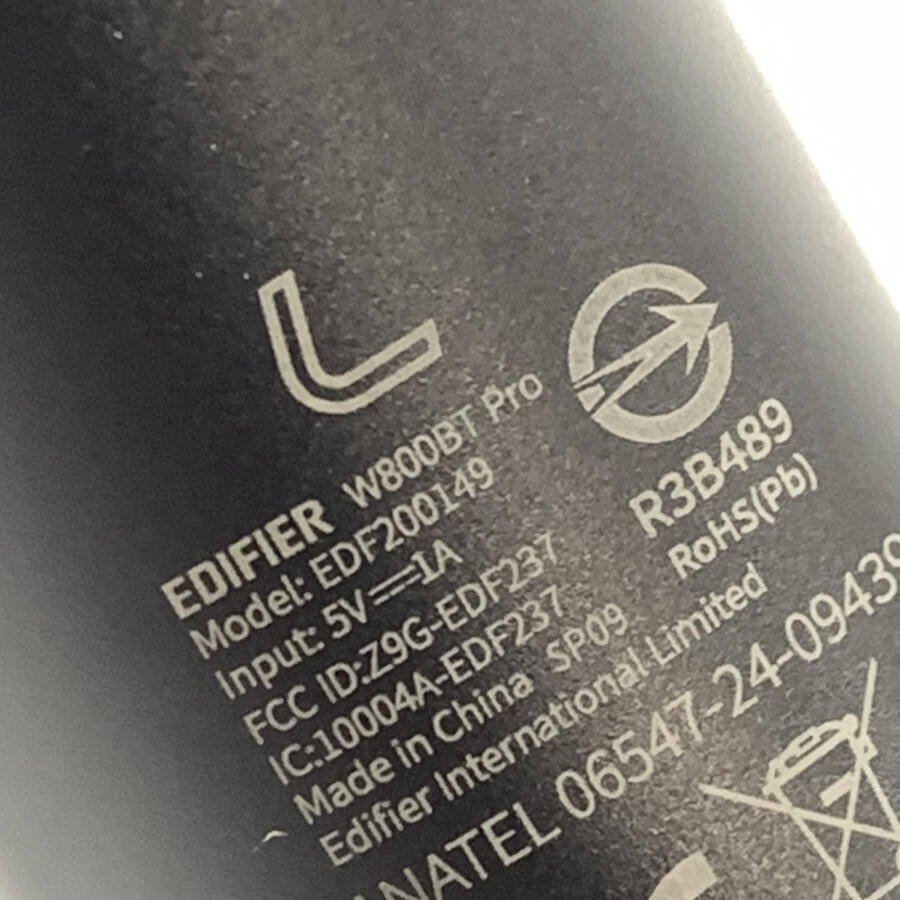 L
EDIFIER W800BT Pro
Model: EDF200149
Input: 5V⎓1A
FCC ID:Z9G-EDF237
IC:10004A-EDF237
Made in China SP09
Edifier International Limited
R3B489
RoHS(Pb)
ANATEL 06547-24-09439